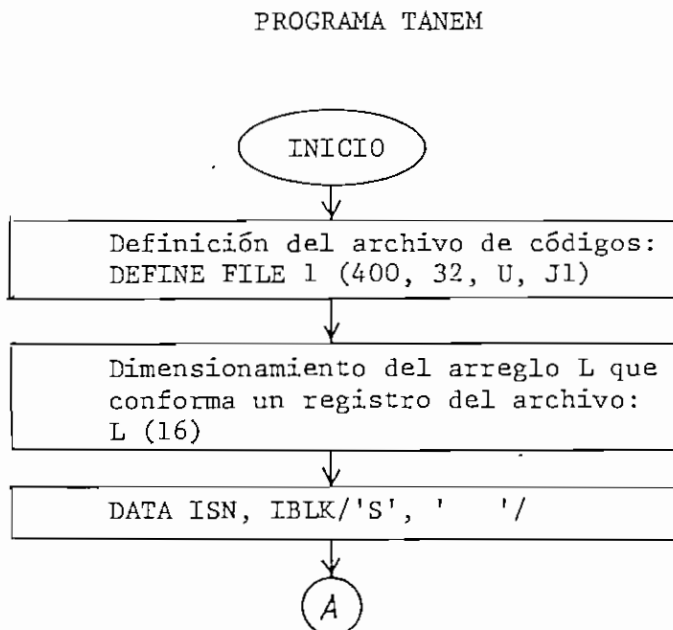 PROGRAMA TANEM
INICIO
Definición del archivo de códigos:
DEFINE FILE 1 (400, 32, U, J1)
Dimensionamiento del arreglo L que
conforma un registro del archivo:
L (16)
DATA ISN, IBLK/'S', '   '/
A